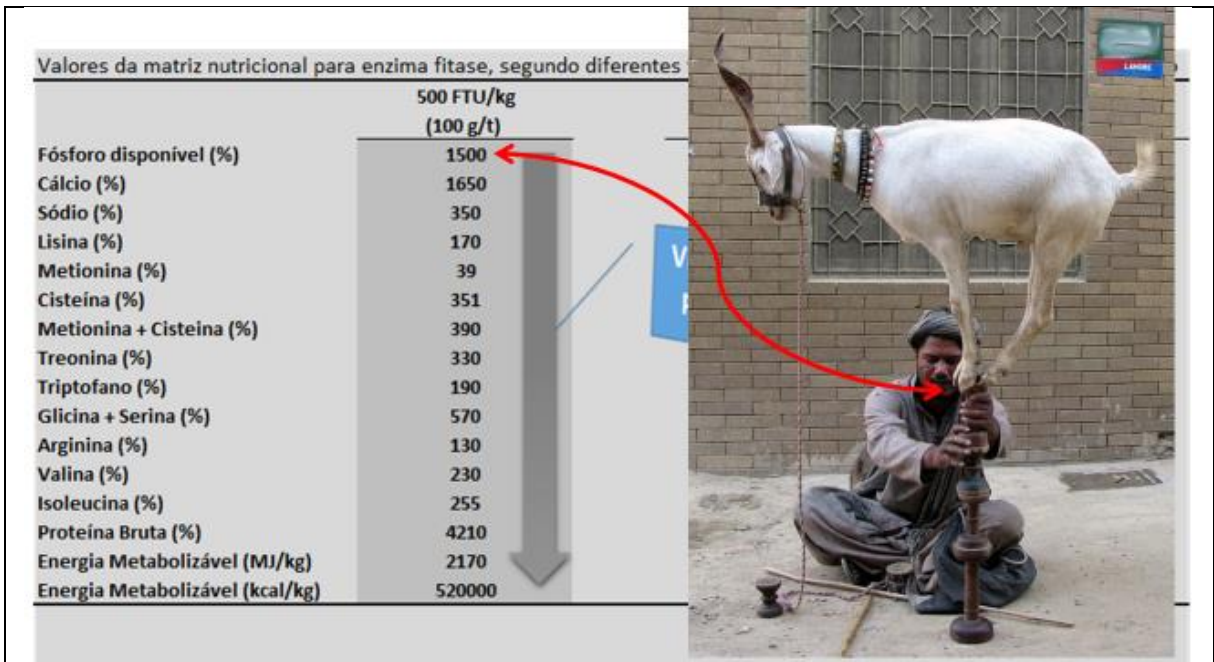 Valores da matriz nutricional para enzima fitase, segundo diferentes
500 FTU/kg
(100 g/t)
Fósforo disponível (%) 1500
Cálcio (%) 1650
Sódio (%) 350
Lisina (%) 170
Metionina (%) 39
Cisteína (%) 351
Metionina + Cisteina (%) 390
Treonina (%) 330
Triptofano (%) 190
Glicina + Serina (%) 570
Arginina (%) 130
Valina (%) 230
Isoleucina (%) 255
Proteína Bruta (%) 4210
Energia Metabolizável (MJ/kg) 2170
Energia Metabolizável (kcal/kg) 520000
LAHORE